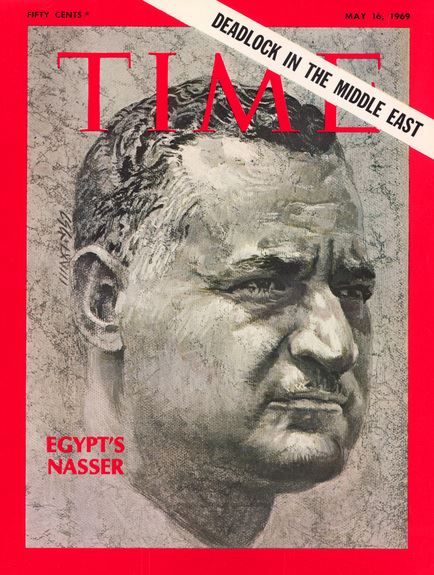 FIFTY CENTS *
MAY 16, 1969
DEADLOCK IN THE MIDDLE EAST
TIME
EGYPT'S
NASSER